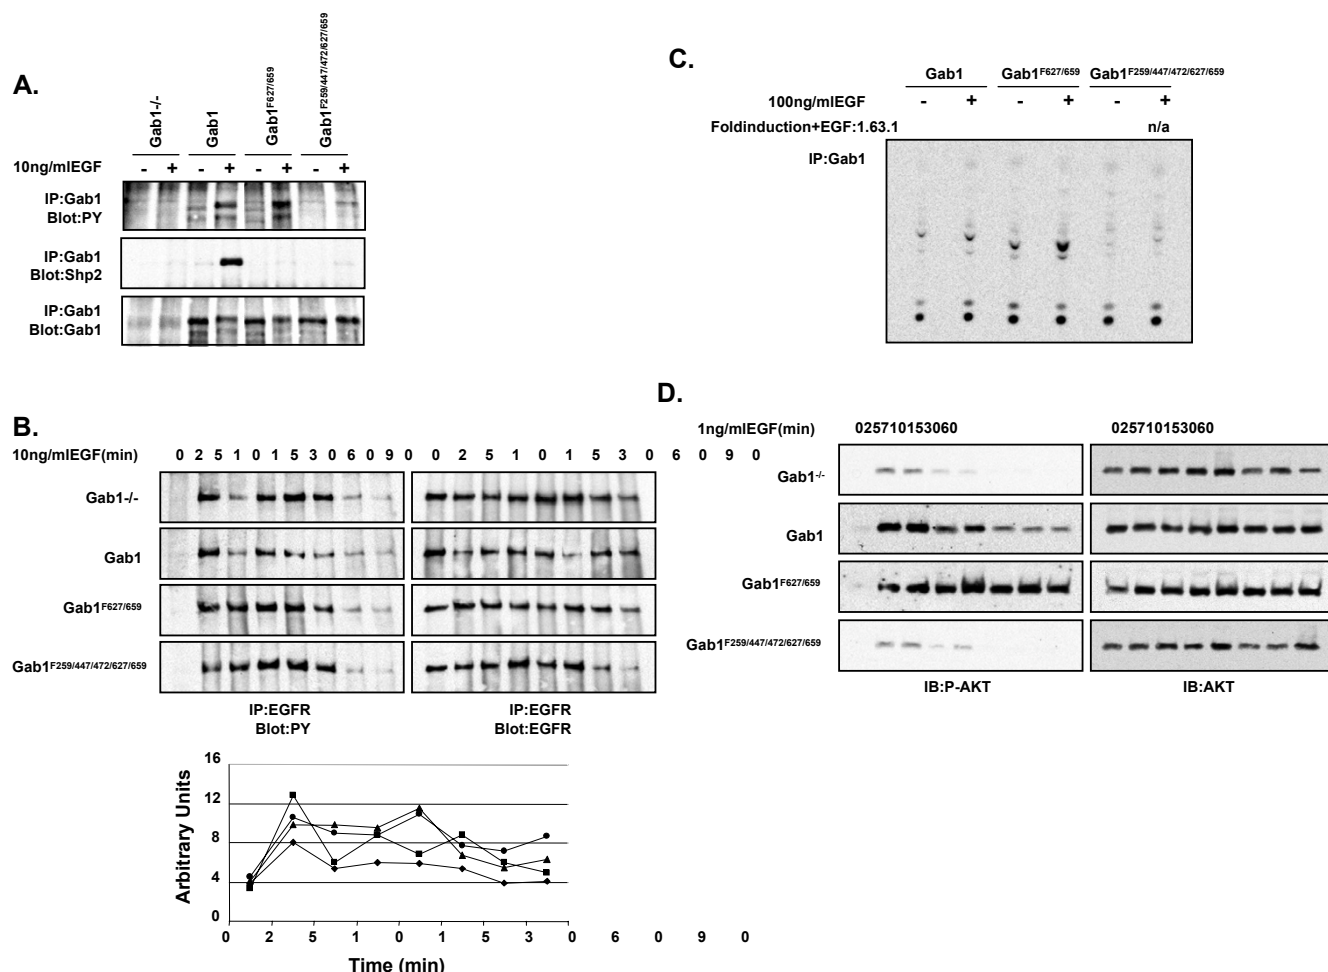 A.
Gab1-/-
Gab1
Gab1F627/659
Gab1F259/447/472/627/659
10ng/mlEGF - + - + - + - +
IP:Gab1
Blot:PY
IP:Gab1
Blot:Shp2
IP:Gab1
Blot:Gab1
C.
Gab1 Gab1F627/659 Gab1F259/447/472/627/659
100ng/mlEGF - + - + - +
Foldinduction+EGF:1.63.1 n/a
IP:Gab1
B.
10ng/mlEGF(min) 0 2 5 1 0 1 5 3 0 6 0 9 0 0 2 5 1 0 1 5 3 0 6 0 9 0
Gab1-/-
Gab1
Gab1F627/659
Gab1F259/447/472/627/659
IP:EGFR IP:EGFR
Blot:PY Blot:EGFR
16
12
8
4
0
Arbitrary Units
0 2 5 1 0 1 5 3 0 6 0 9 0
Time (min)
D.
1ng/mlEGF(min) 025710153060 025710153060
Gab1-/-
Gab1
Gab1F627/659
Gab1F259/447/472/627/659
IB:P-AKT IB:AKT